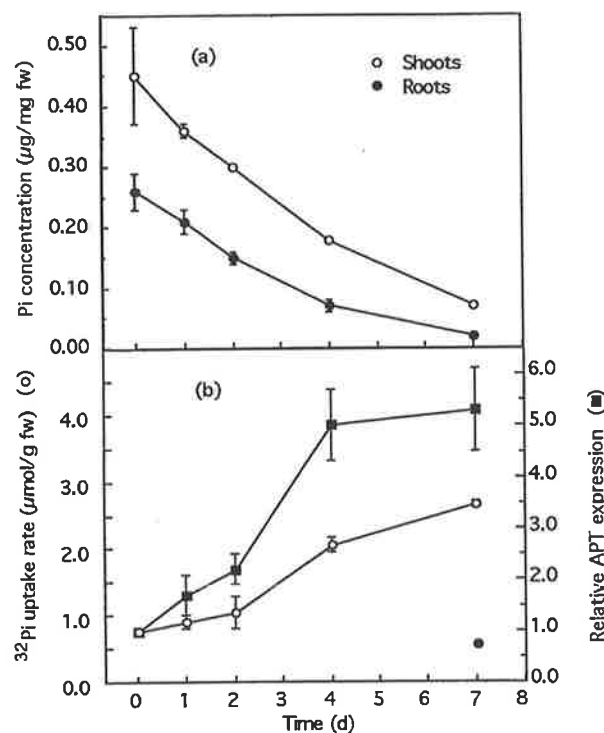 (a)
Shoots
Roots
Pi concentration (µg/mg fw)
0.50
0.40
0.30
0.20
0.10
0.00
(b)
³²Pi uptake rate (µmol/g fw) (o)
4.0
3.0
2.0
1.0
0.0
6.0
5.0
4.0
3.0
2.0
1.0
0.0
Relative APT expression (■)
0 1 2 3 4 5 6 7 8
Time (d)